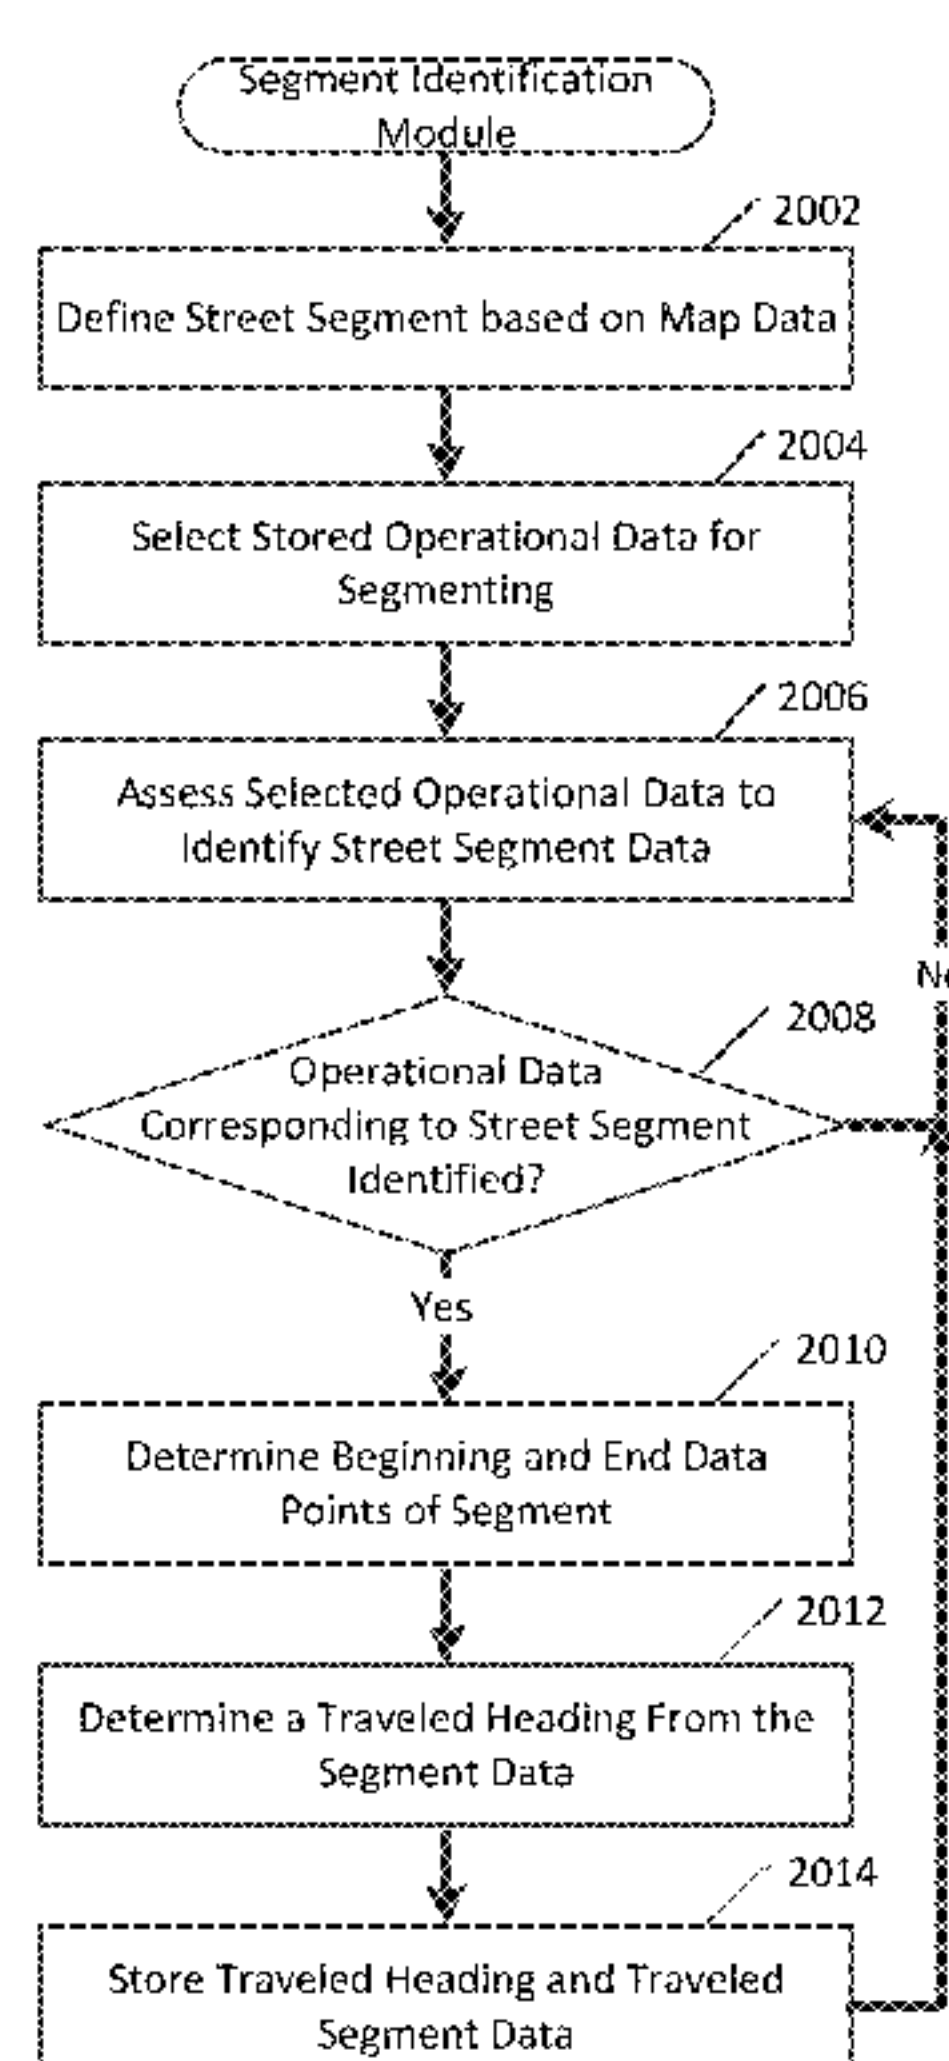 Segment Identification
Module
2002
Define Street Segment based on Map Data
2004
Select Stored Operational Data for
Segmenting
2006
Assess Selected Operational Data to
Identify Street Segment Data
2008
Operational Data
Corresponding to Street Segment
Identified?
Yes
2010
Determine Beginning and End Data
Points of Segment
2012
Determine a Traveled Heading From the
Segment Data
2014
Store Traveled Heading and Traveled
Segment Data